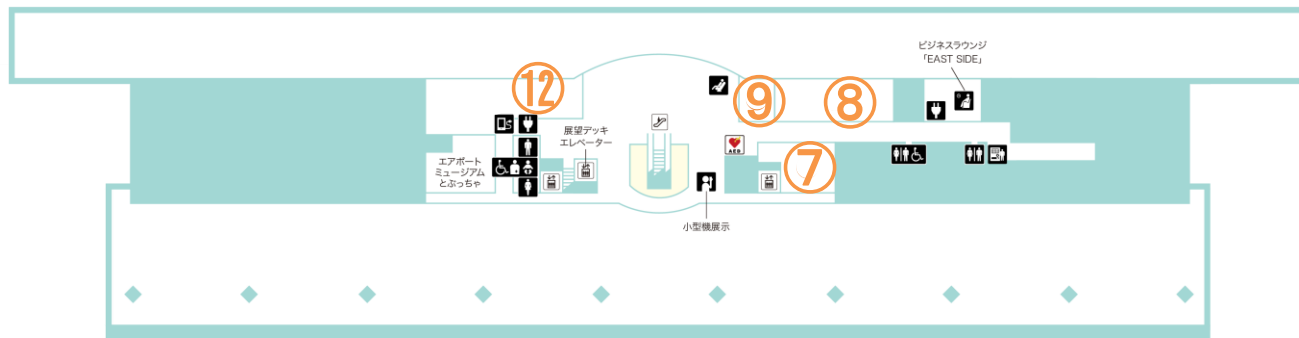 ビジネスラウンジ
「EAST SIDE」
⑫
⑨
⑧
展望デッキ
エレベーター
AED
エアポート
ミュージアム
とぶっちゃ
⑦
小型機展示